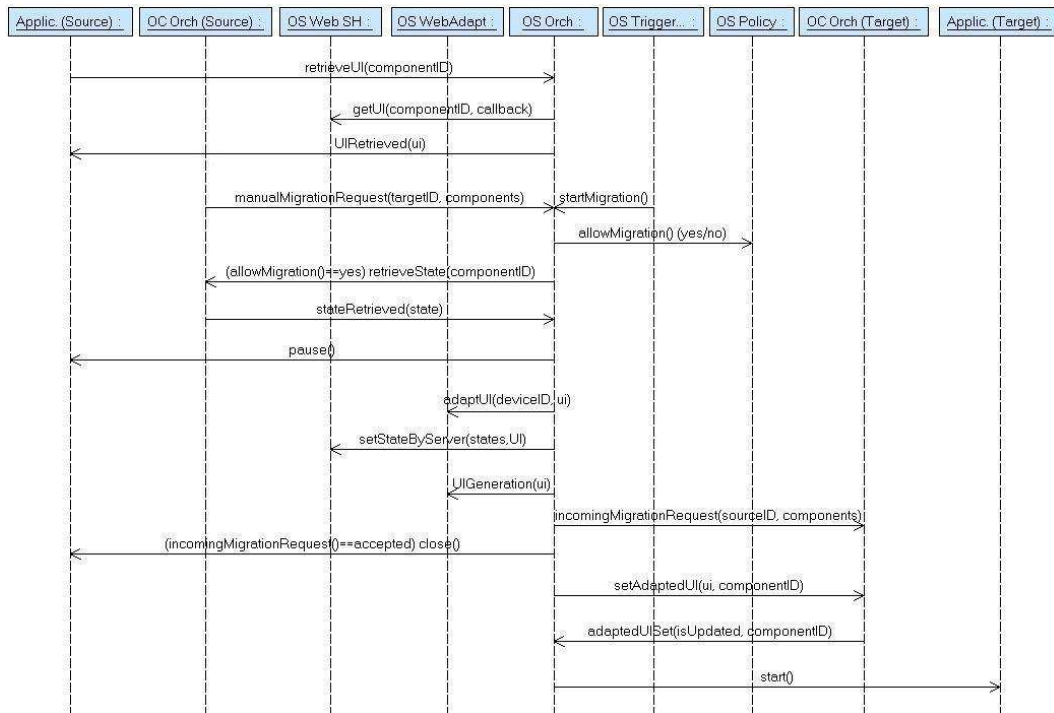 Applic. (Source) :
OC Orch (Source) :
OS Web SH :
OS WebAdapt :
OS Orch :
OS Trigger... :
OS Policy :
OC Orch (Target) :
Applic. (Target) :
retrieveUI(componentID)
getUI(componentID, callback)
UIRetrieved(ui)
manualMigrationRequest(targetID, components)
startMigration()
allowMigration() (yes/no)
(allowMigration()==yes) retrieveState(componentID)
stateRetrieved(state)
pause()
adaptUI(deviceID, ui)
setStateByServer(states,UI)
UIGeneration(ui)
incomingMigrationRequest(sourceID, components)
(incomingMigrationRequest()==accepted) close()
setAdaptedUI(ui, componentID)
adaptedUISet(isUpdated, componentID)
start()